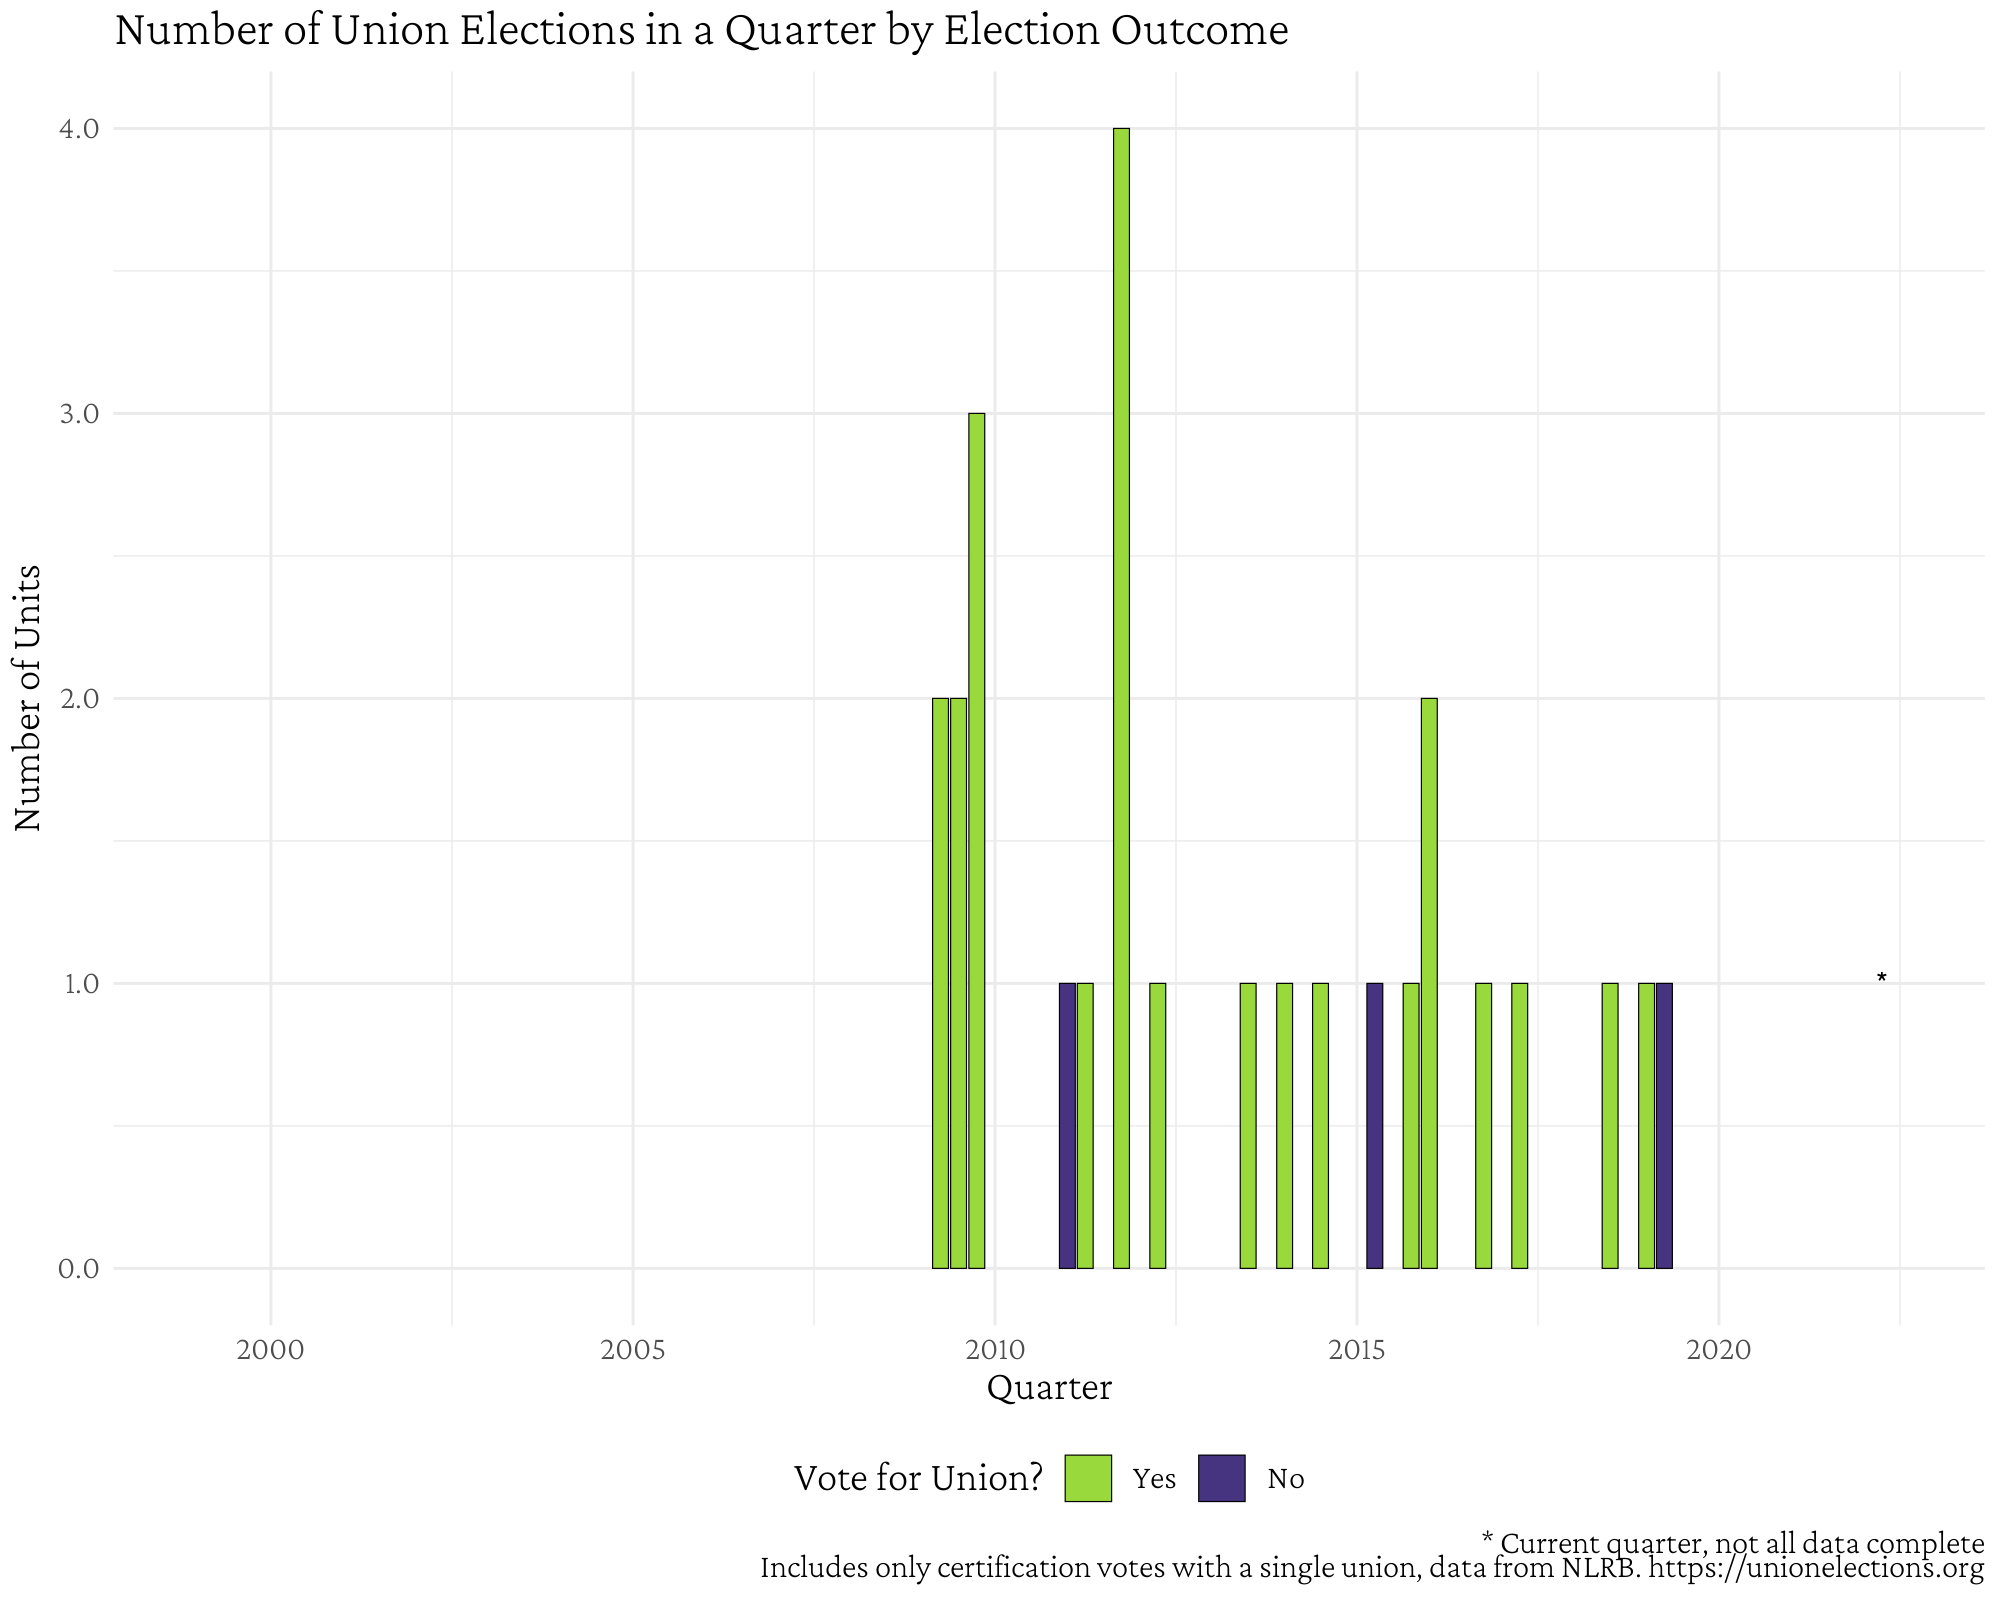 Number of Union Elections in a Quarter by Election Outcome
Number of Units
4.0
3.0
2.0
1.0
0.0
*
2000 2005 2010 2015 2020
Quarter
Vote for Union? Yes No
* Current quarter, not all data complete
Includes only certification votes with a single union, data from NLRB. https://unionelections.org